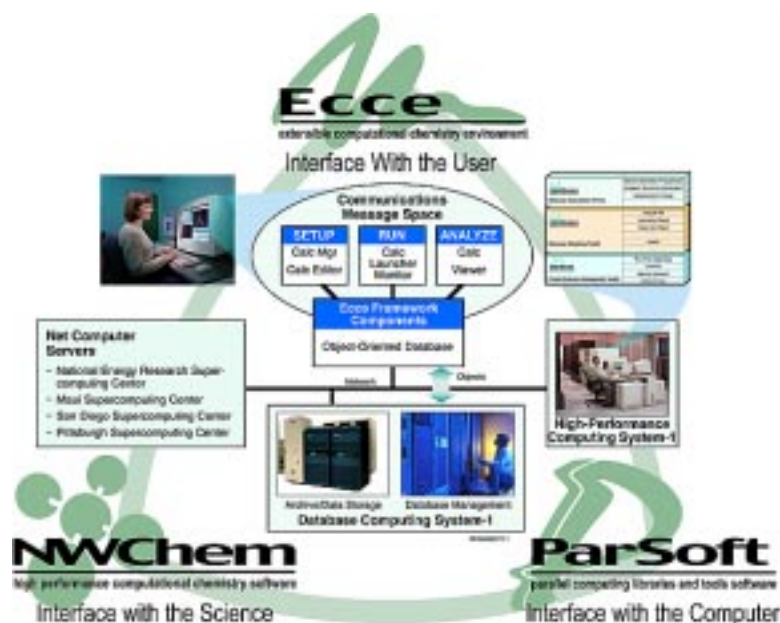 Ecce
extensible computational chemistry environment
Interface With the User
Communications
Message Space
SETUP
Calc Mgr
Calc Editor
RUN
Calc
Launcher
Monitor
ANALYZE
Calc
Viewer
Ecce Framework
Components
Object-Oriented Database
Net Computer
Servers
– National Energy Research Super-
computing Center
– Maui Supercomputing Center
– San Diego Supercomputing Center
– Pittsburgh Supercomputing Center
Network
Objects
High-Performance
Computing System-1
Archive/Data Storage
Database Management
Database Computing System-1
NWChem
high performance computational chemistry software
Interface with the Science
ParSoft
parallel computing libraries and tools software
Interface with the Computer